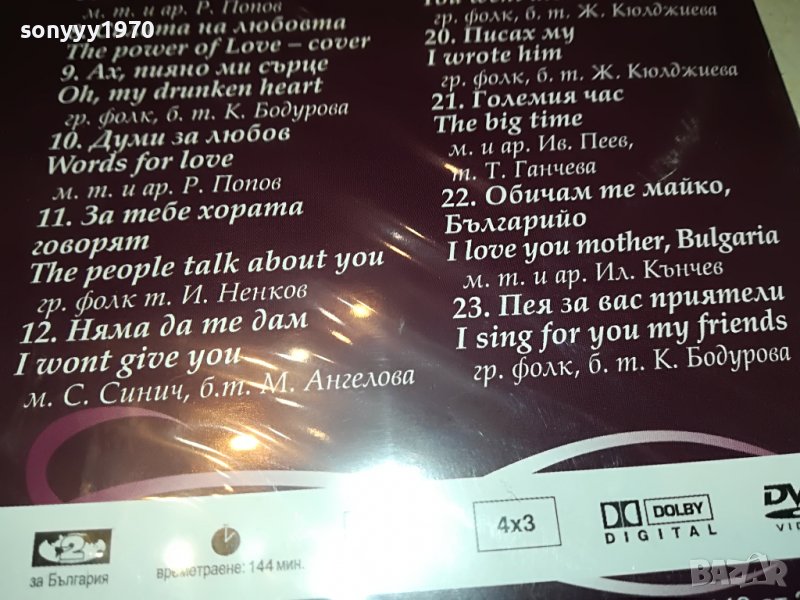 sonyyy1970
м. т. и ар. Р. Попов
на любовта
The power of Love – cover
9. Ах, пияно ми сърце
Oh, my drunken heart
гр. фолк, б. т. К. Бодурова
10. Думи за любов
Words for love
м. т. и ар. Р. Попов
11. За тебе хората
говорят
The people talk about you
гр. фолк т. И. Ненков
12. Няма да те дам
I wont give you
м. С. Синич, б.т. М. Ангелова
гр. фолк, б. т. Ж. Кюлджиева
20. Писах му
I wrote him
гр. фолк, б. т. Ж. Кюлджиева
21. Големия час
The big time
м. и ар. Ив. Пеев,
т. Т. Ганчева
22. Обичам те майко,
Българийо
I love you mother, Bulgaria
м. т. и ар. Ил. Кънчев
23. Пея за вас приятели
I sing for you my friends
гр. фолк, б. т. К. Бодурова
2
за България
времетраене: 144 мин.
4x3
DOLBY
DIGITAL
BAZAR